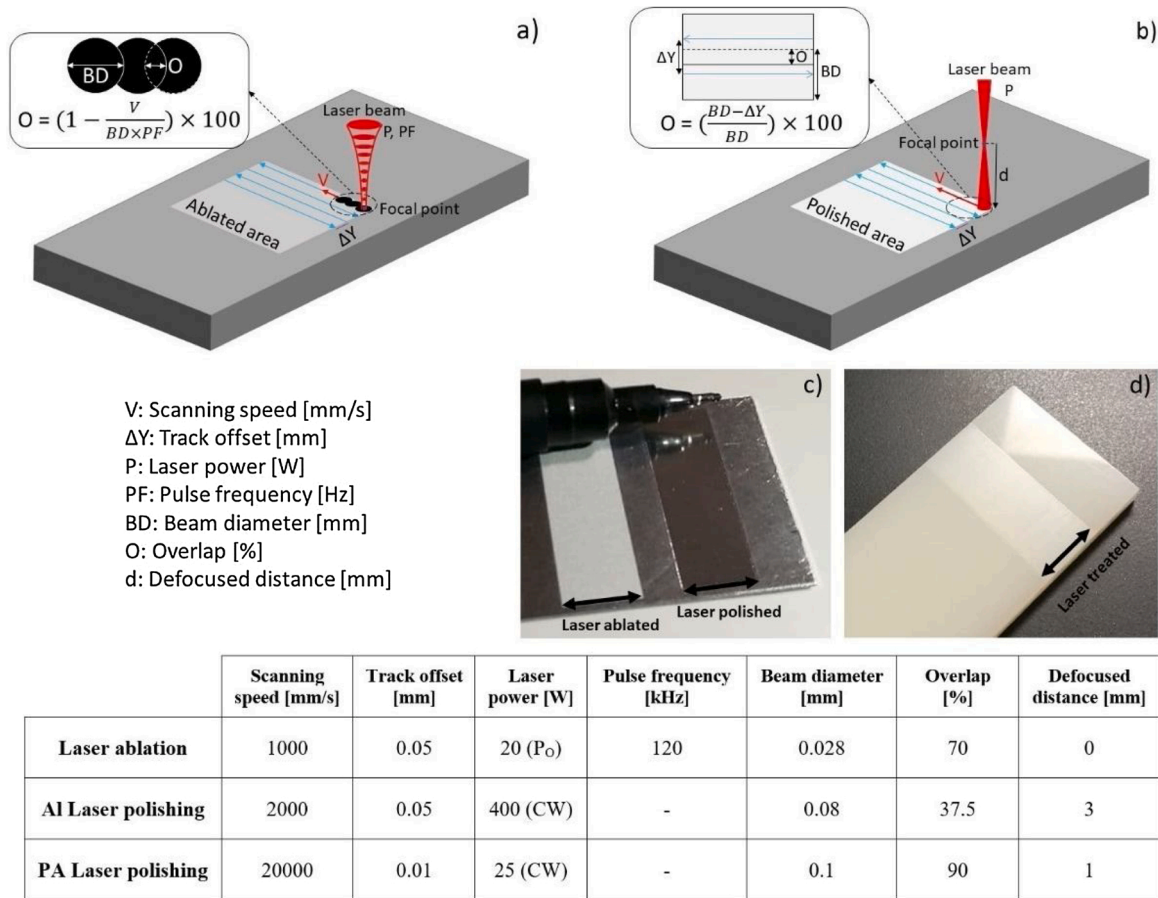 a)
BD
O
O = (1 − V / (BD×PF)) × 100
Laser beam
P, PF
V
Focal point
Ablated area
ΔY
b)
ΔY
O
BD
O = ((BD−ΔY) / BD) × 100
Laser beam
P
Focal point
d
V
Polished area
ΔY
V: Scanning speed [mm/s]
ΔY: Track offset [mm]
P: Laser power [W]
PF: Pulse frequency [Hz]
BD: Beam diameter [mm]
O: Overlap [%]
d: Defocused distance [mm]
c)
Laser ablated
Laser polished
d)
Laser treated
Scanning speed [mm/s] Track offset [mm] Laser power [W] Pulse frequency [kHz] Beam diameter [mm] Overlap [%] Defocused distance [mm]
Laser ablation 1000 0.05 20 (P₀) 120 0.028 70 0
Al Laser polishing 2000 0.05 400 (CW) - 0.08 37.5 3
PA Laser polishing 20000 0.01 25 (CW) - 0.1 90 1